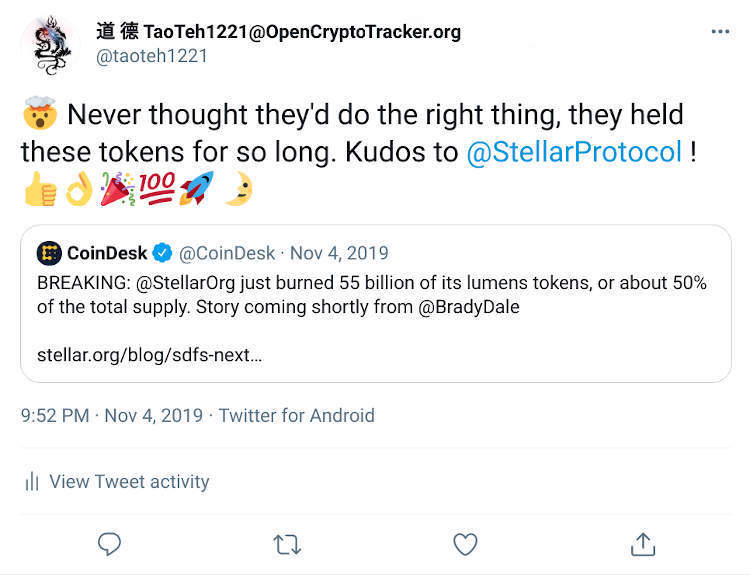 道 德 TaoTeh1221@OpenCryptoTracker.org
@taoteh1221
🤯 Never thought they'd do the right thing, they held
these tokens for so long. Kudos to @StellarProtocol !
👍👌🎉💯🚀🌛
CoinDesk @CoinDesk · Nov 4, 2019
BREAKING: @StellarOrg just burned 55 billion of its lumens tokens, or about 50%
of the total supply. Story coming shortly from @BradyDale
stellar.org/blog/sdfs-next…
9:52 PM · Nov 4, 2019 · Twitter for Android
View Tweet activity